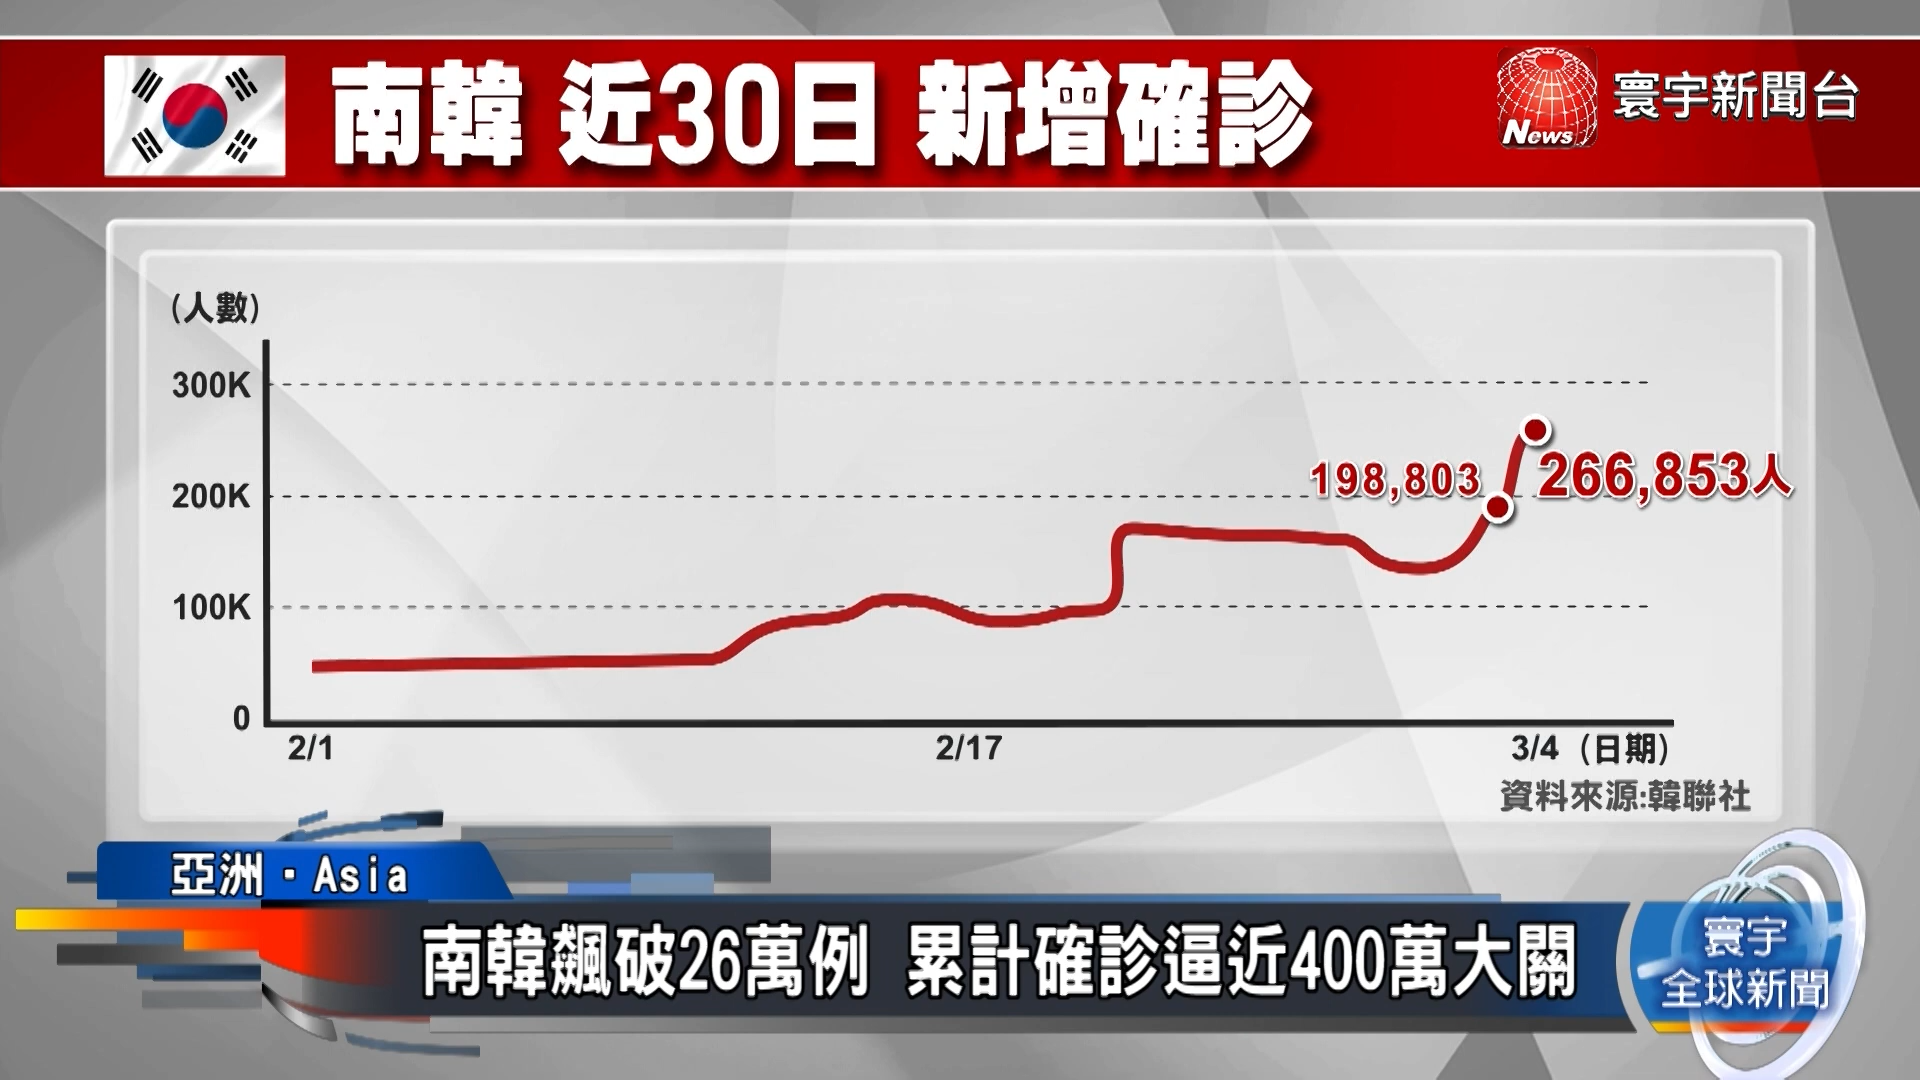 南韓 近30日 新增確診
News 寰宇新聞台
(人數)
300K
200K
100K
0
198,803
266,853人
2/1 2/17 3/4 (日期)
資料來源:韓聯社
亞洲·Asia
南韓飆破26萬例 累計確診逼近400萬大關
寰宇
全球新聞